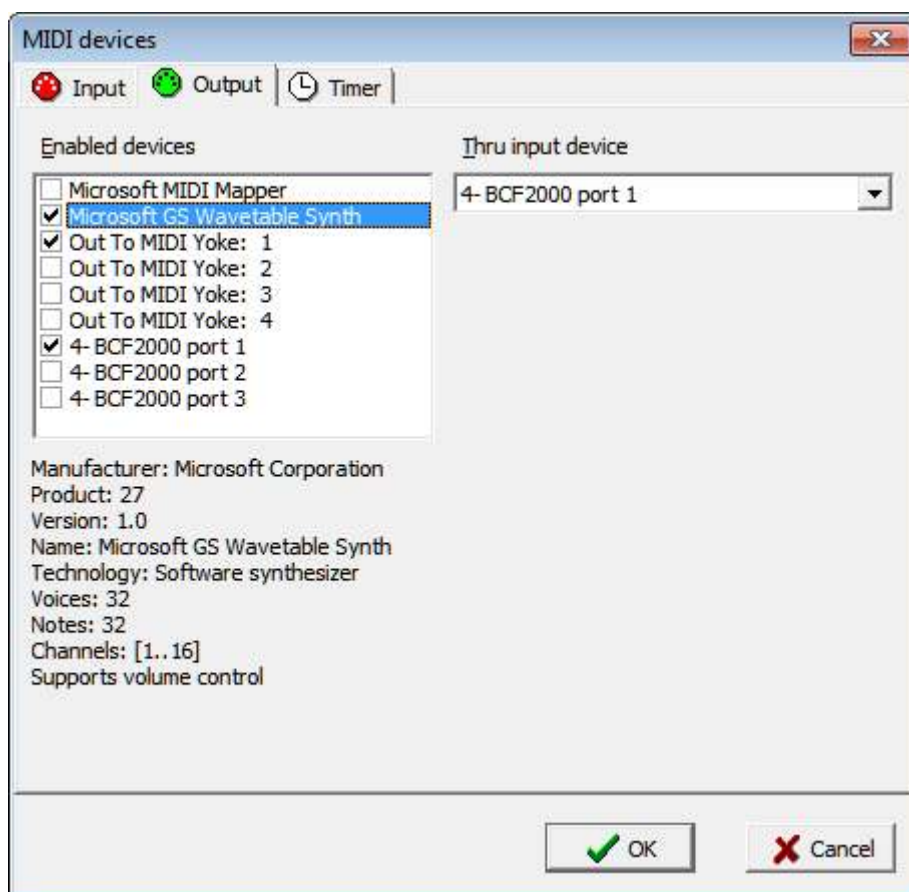 MIDI devices
Input Output Timer
Enabled devices
Microsoft MIDI Mapper
Microsoft GS Wavetable Synth
Out To MIDI Yoke: 1
Out To MIDI Yoke: 2
Out To MIDI Yoke: 3
Out To MIDI Yoke: 4
4- BCF2000 port 1
4- BCF2000 port 2
4- BCF2000 port 3
Thru input device
4- BCF2000 port 1
Manufacturer: Microsoft Corporation
Product: 27
Version: 1.0
Name: Microsoft GS Wavetable Synth
Technology: Software synthesizer
Voices: 32
Notes: 32
Channels: [1..16]
Supports volume control
OK Cancel